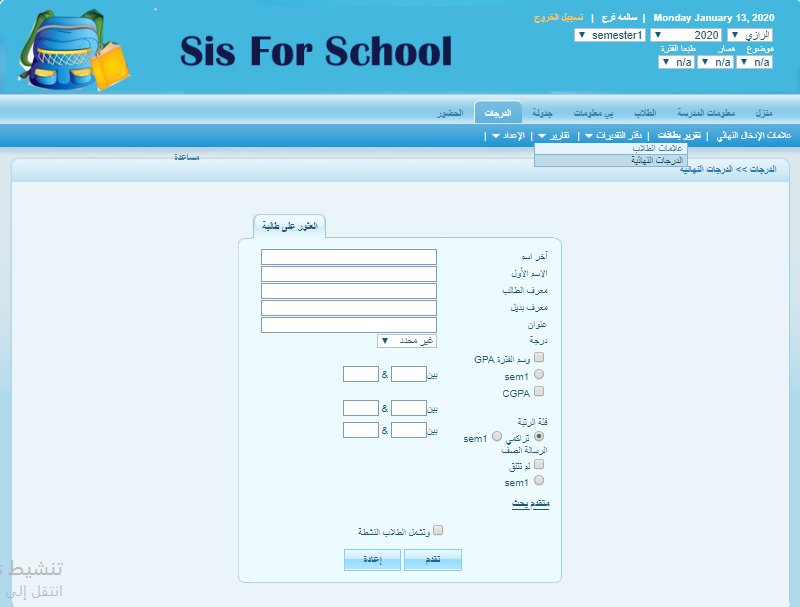 Monday January 13, 2020 | سالمه فرج | تسجيل الخروج
الرازي 2020 semester1
موضوع مسار طبعا الفترة
n/a n/a n/a
Sis For School
منزل معلومات المدرسة الطلاب بي معلومات جدولة الدرجات الحضور
علامات الإدخال النهائي | تقرير بطاقات | دفتر التقديرات | تقارير | الإعداد |
علامات الطلاب
الدرجات النهائية
مساعدة
الدرجات >> الدرجات النهائية
العثور على طالبة
آخر اسم
الاسم الأول
معرف الطالب
معرف بديل
عنوان
درجة غير محدد
وسم الفترة GPA
sem1 بين &
CGPA
بين &
فئة الرتبة
تراكمي sem1 بين &
الرسالة الصف
لم تتلق
sem1
متقدم بحث
وتشمل الطلاب النشطة
تقدم إعادة
تنشيط s
انتقل إلى